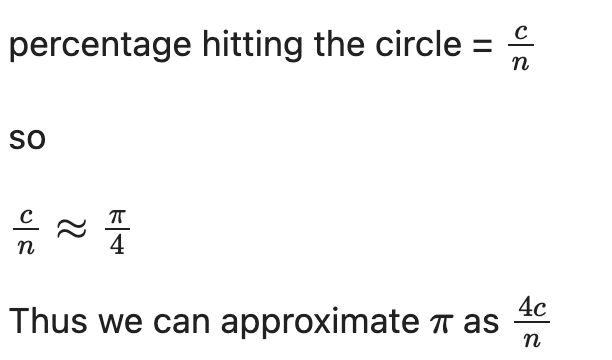 percentage hitting the circle = c/n
so
c/n ≈ π/4
Thus we can approximate π as 4c/n